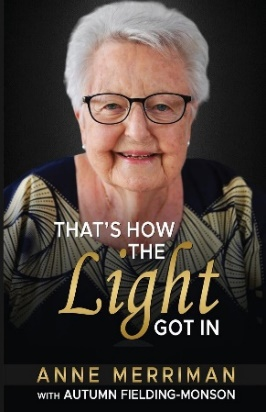 THAT'S HOW
THE
Light
GOT IN
ANNE MERRIMAN
WITH AUTUMN FIELDING-MONSON